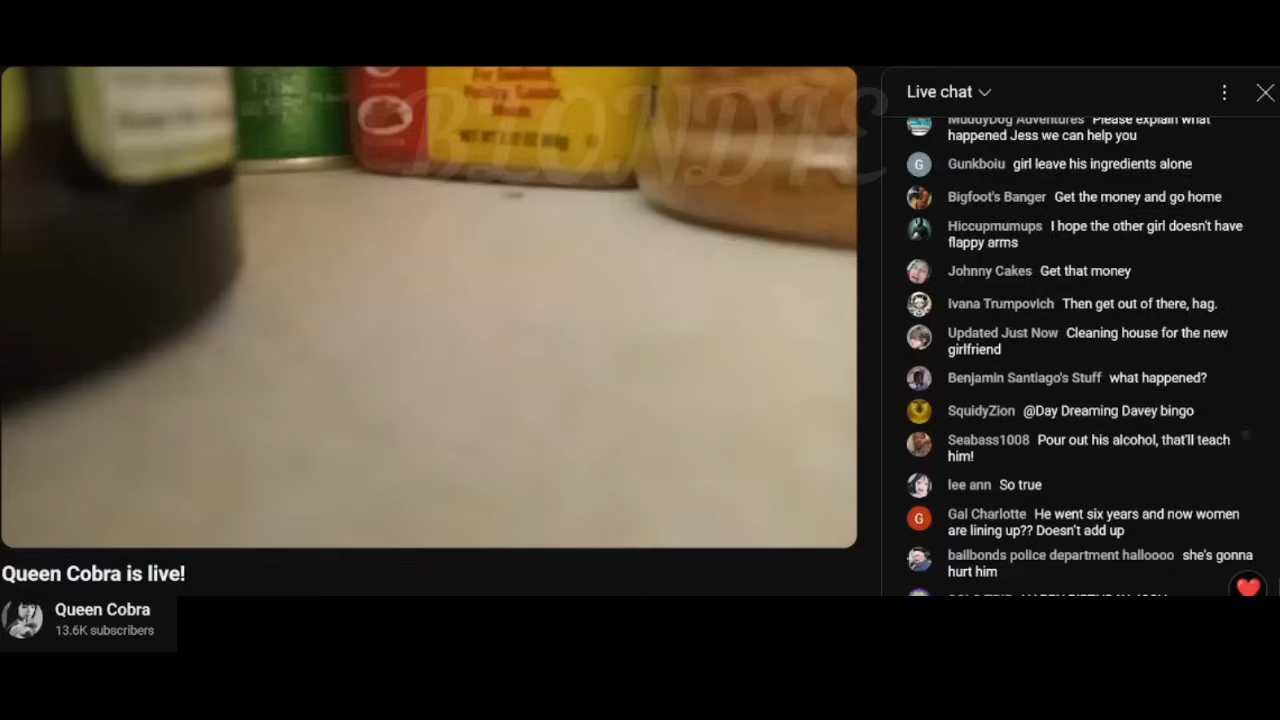 BLONDIE
Live chat
MuddyDog Adventures Please explain what
happened Jess we can help you
G
Gunkboiu girl leave his ingredients alone
Bigfoot's Banger Get the money and go home
Hiccupmumups I hope the other girl doesn't have
flappy arms
Johnny Cakes Get that money
Ivana Trumpovich Then get out of there, hag.
Updated Just Now Cleaning house for the new
girlfriend
Benjamin Santiago's Stuff what happened?
SquidyZion @Day Dreaming Davey bingo
Seabass1008 Pour out his alcohol, that'll teach
him!
lee ann So true
G
Gal Charlotte He went six years and now women
are lining up?? Doesn't add up
bailbonds police department halloooo she's gonna
hurt him
Queen Cobra is live!
Queen Cobra
13.6K subscribers